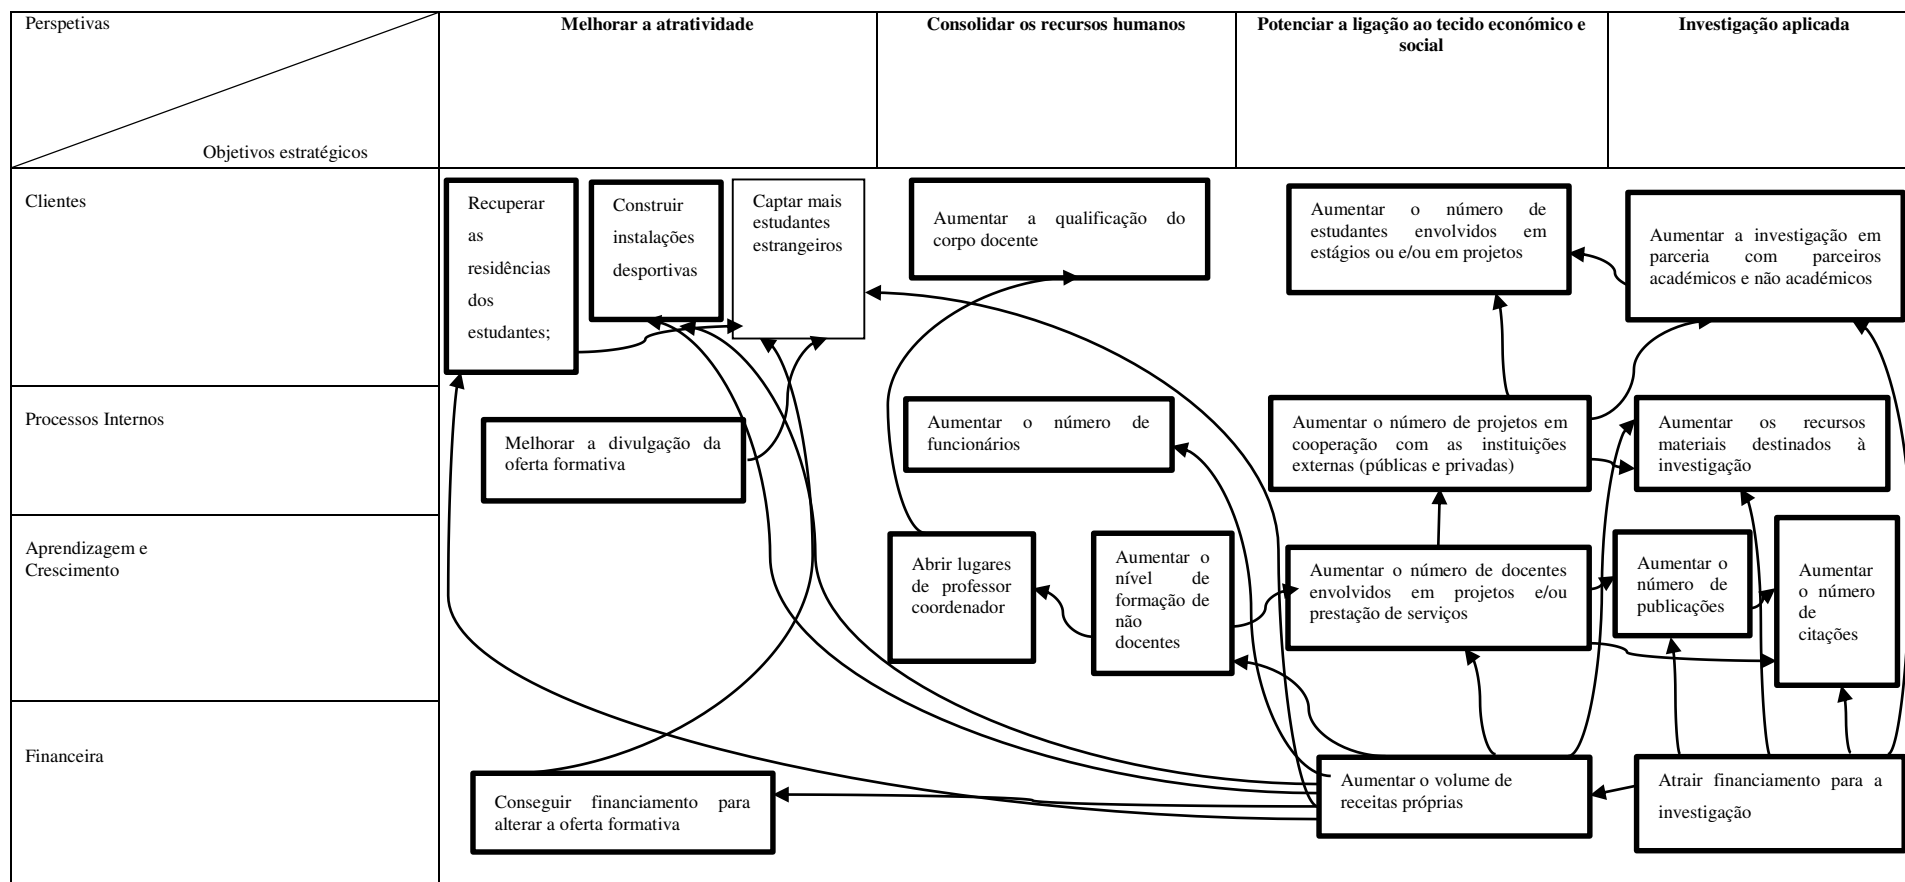 Perspetivas
Objetivos estratégicos
Melhorar a atratividade
Consolidar os recursos humanos
Potenciar a ligação ao tecido económico e
social
Investigação aplicada
Clientes
Recuperar
as
residências
dos
estudantes;
Construir
instalações
desportivas
Captar mais
estudantes
estrangeiros
Aumentar a qualificação do
corpo docente
Aumentar o número de
estudantes envolvidos em
estágios ou e/ou em projetos
Aumentar a investigação em
parceria com parceiros
académicos e não académicos
Processos Internos
Melhorar a divulgação da
oferta formativa
Aumentar o número de
funcionários
Aumentar o número de projetos em
cooperação com as instituições
externas (públicas e privadas)
Aumentar os recursos
materiais destinados à
investigação
Aprendizagem e
Crescimento
Abrir lugares
de professor
coordenador
Aumentar o
nível de
formação de
não
docentes
Aumentar o número de docentes
envolvidos em projetos e/ou
prestação de serviços
Aumentar o
número de
publicações
Aumentar
o número
de
citações
Financeira
Conseguir financiamento para
alterar a oferta formativa
Aumentar o volume de
receitas próprias
Atrair financiamento para a
investigação